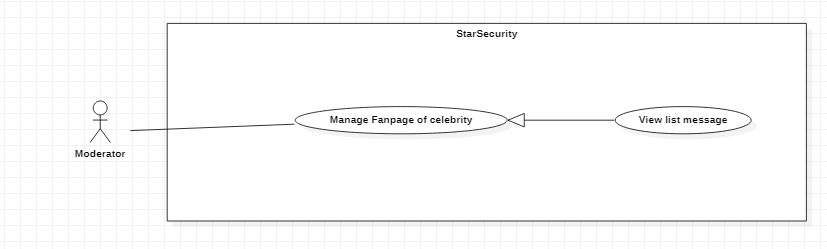 StarSecurity
Manage Fanpage of celebrity
View list message
Moderator